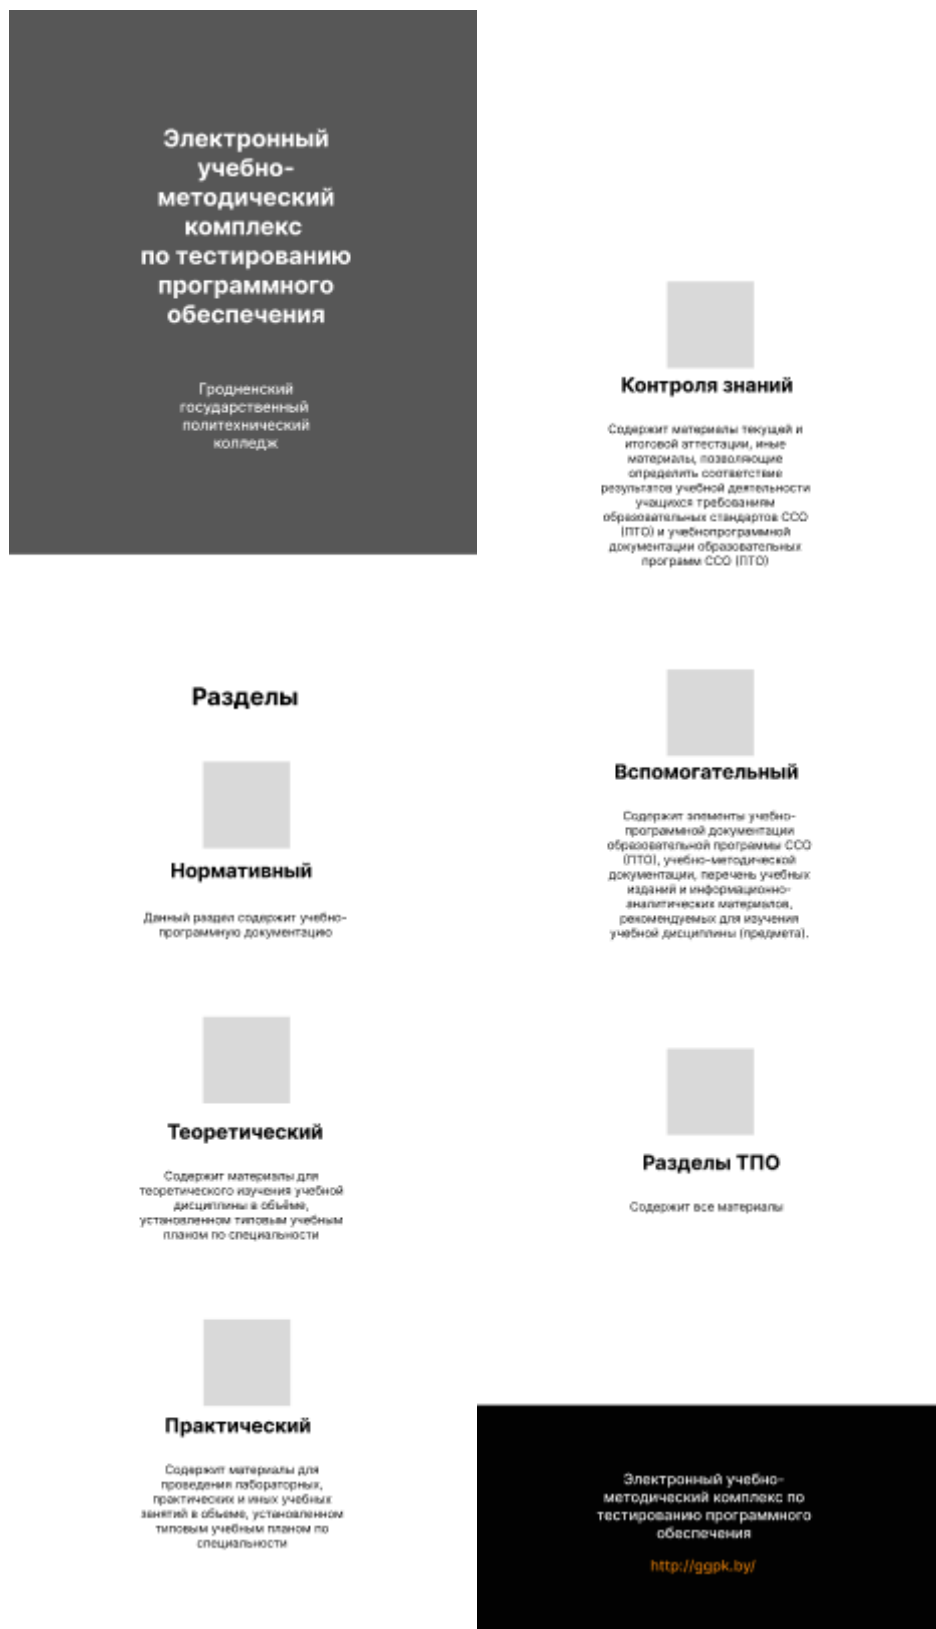 Электронный
учебно-
методический
комплекс
по тестированию
программного
обеспечения
Гродненский
государственный
политехнический
колледж
Разделы
Нормативный
Данный раздел содержит учебно-
программную документацию
Теоретический
Содержит материалы для
теоретического изучения учебной
дисциплины в объёме,
установленном типовым учебным
планом по специальности
Практический
Содержит материалы для
проведения лабораторных,
практических и иных учебных
занятий в объеме, установленном
типовым учебным планом по
специальности
Контроля знаний
Содержит материалы текущей и
итоговой аттестации, иные
материалы, позволяющие
определить соответствие
результатов учебной деятельности
учащихся требованиям
образовательных стандартов ССО
(ПТО) и учебнопрограммной
документации образовательных
программ ССО (ПТО)
Вспомогательный
Содержит элементы учебно-
программной документации
образовательной программы ССО
(ПТО), учебно-методической
документации, перечень учебных
изданий и информационно-
аналитических материалов,
рекомендуемых для изучения
учебной дисциплины (предмета).
Разделы ТПО
Содержит все материалы
Электронный учебно-
методический комплекс по
тестированию программного
обеспечения
http://ggpk.by/